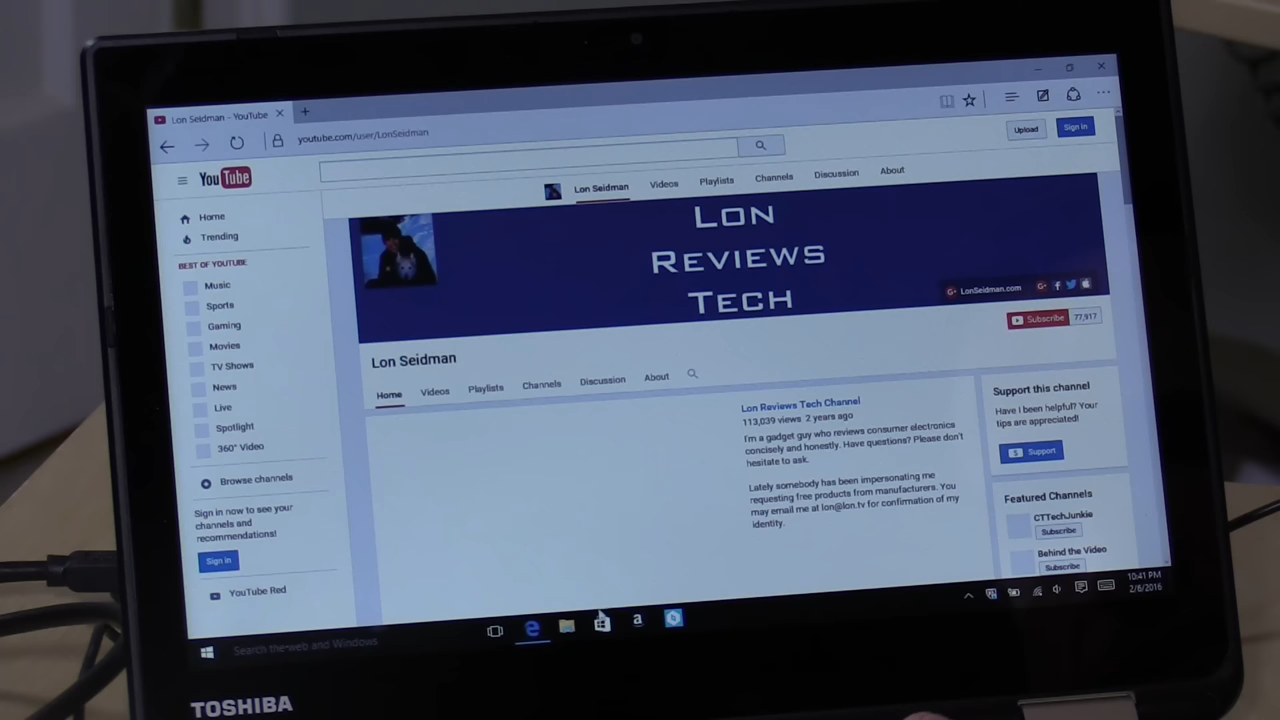 Lon Seidman - YouTube
youtube.com/user/LonSeidman
YouTube
Upload
Sign in
Lon Seidman
Videos
Playlists
Channels
Discussion
About
Home
Trending
BEST OF YOUTUBE
Music
Sports
Gaming
Movies
TV Shows
News
Live
Spotlight
360° Video
Browse channels
Sign in now to see your
channels and
recommendations!
Sign in
YouTube Red
LON
REVIEWS
TECH
G+ LonSeidman.com G+ f
Subscribe 77,917
Lon Seidman
Home
Videos
Playlists
Channels
Discussion
About
Lon Reviews Tech Channel
113,039 views 2 years ago
I'm a gadget guy who reviews consumer electronics
concisely and honestly. Have questions? Please don't
hesitate to ask.
Lately somebody has been impersonating me
requesting free products from manufacturers. You
may email me at lon@lon.tv for confirmation of my
identity.
Support this channel
Have I been helpful? Your
tips are appreciated!
$ Support
Featured Channels
CTTechJunkie
Subscribe
Behind the Video
Subscribe
Search the web and Windows
e
a
10:41 PM
2/6/2016
TOSHIBA